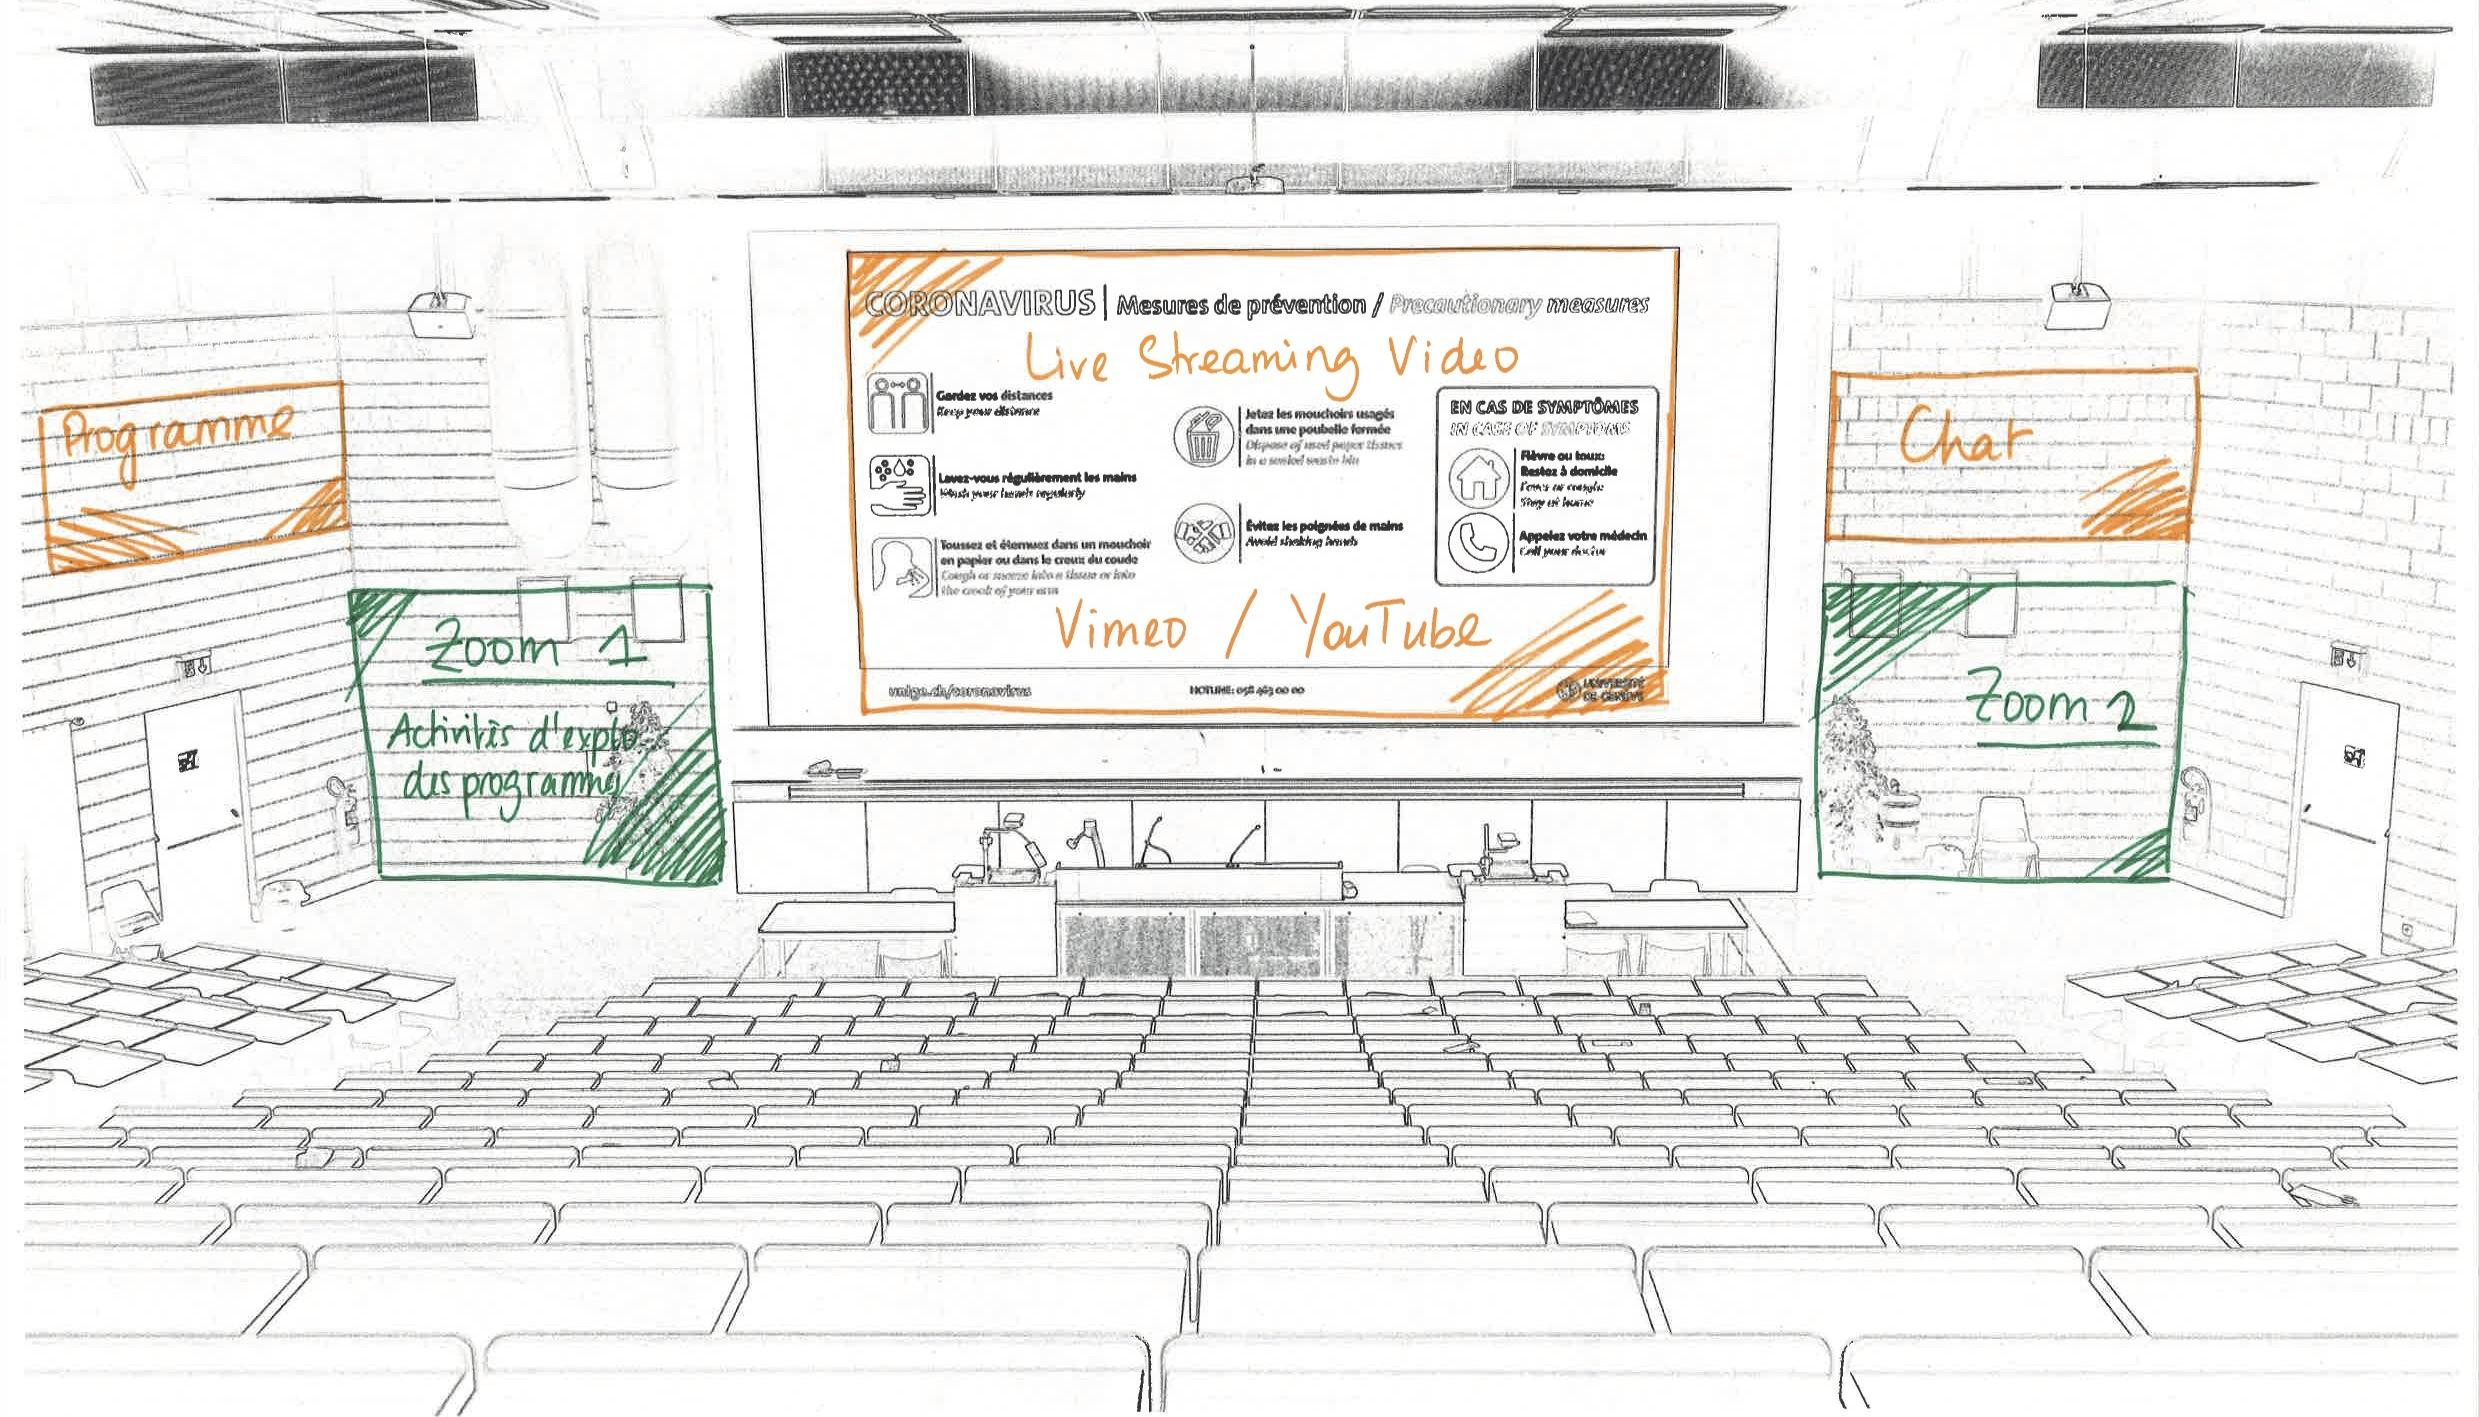 CORONAVIRUS | Mesures de prévention / Precautionary measures
Live Streaming Video
Gardez vos distances
Keep your distance
Lavez-vous régulièrement les mains
Wash your hands regularly
Toussez et éternuez dans un mouchoir
en papier ou dans le creux du coude
Cough or sneeze into a tissue or into
the crook of your arm
Jetez les mouchoirs usagés
dans une poubelle fermée
Dispose of used paper tissues
in a sealed waste bin
Évitez les poignées de mains
Avoid shaking hands
EN CAS DE SYMPTÔMES
IN CASE OF SYMPTOMS
Fièvre ou toux:
Restez à domicile
Fever or cough:
Stay at home
Appelez votre médecin
Call your doctor
Vimeo / YouTube
unige.ch/coronavirus
HOTLINE: 058 463 00 00
UNIVERSITÉ
DE GENÈVE
Programme
Chat
Zoom 1
Activités d'explo
des programmes
Zoom 2